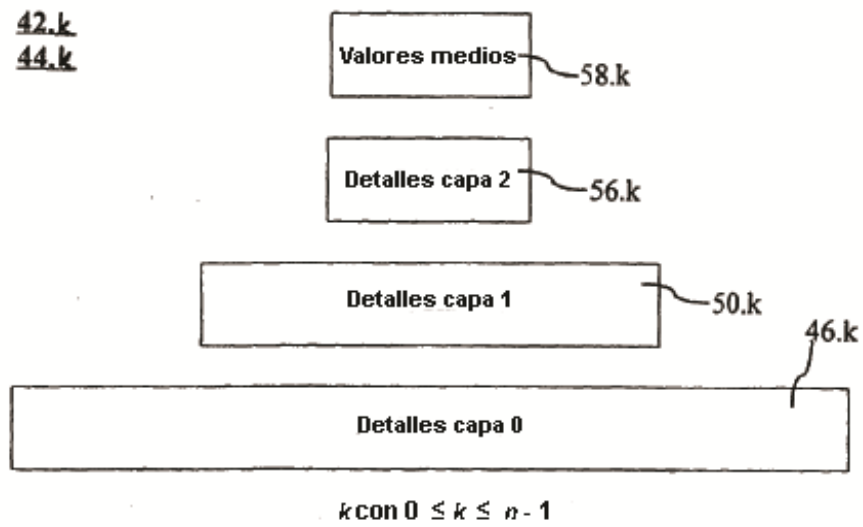 42.k
44.k
Valores medios
58.k
Detalles capa 2
56.k
Detalles capa 1
50.k
46.k
Detalles capa 0
k con 0 ≤ k ≤ n - 1